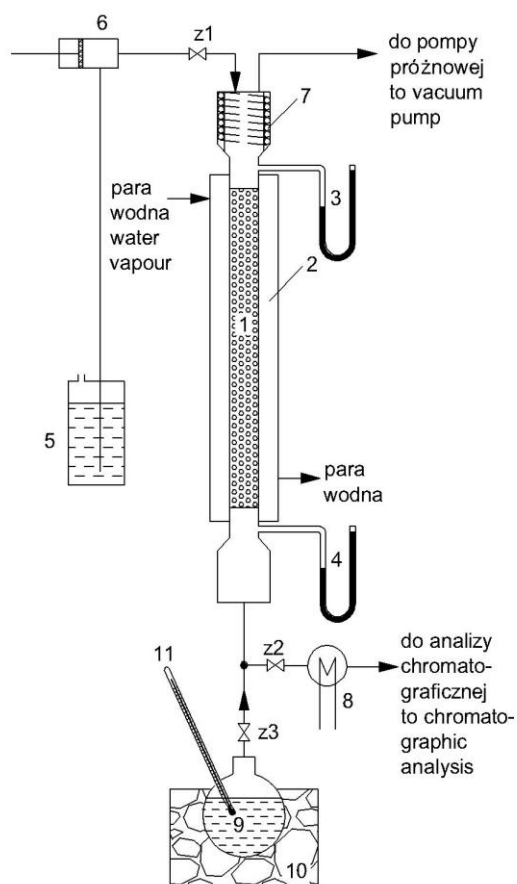 6
z1
do pompy
próżnowej
to vacuum
pump
7
para
wodna
water
vapour
3
2
1
5
para
wodna
4
11
z2
8
do analizy
chromato-
graficznej
to chromato-
graphic
analysis
z3
9
10